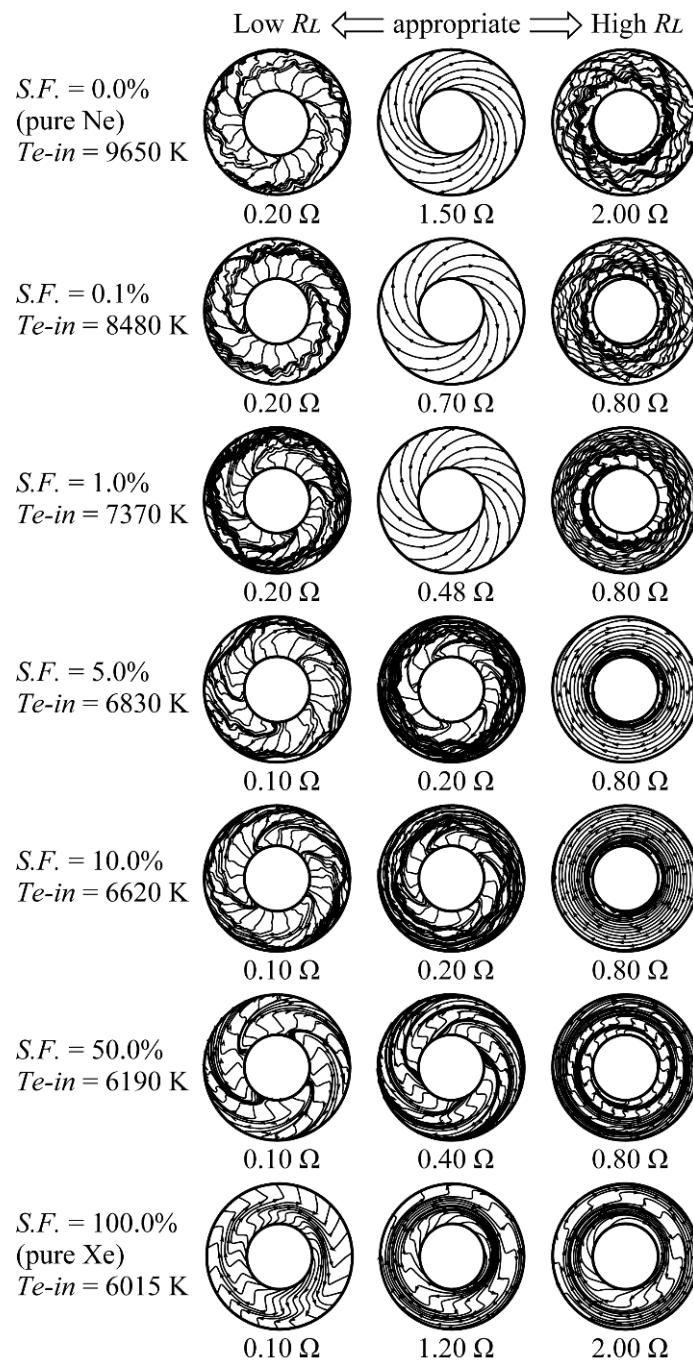 Low RL ⇐ appropriate ⇒ High RL
S.F. = 0.0%
(pure Ne)
Te-in = 9650 K
0.20 Ω 1.50 Ω 2.00 Ω
S.F. = 0.1%
Te-in = 8480 K
0.20 Ω 0.70 Ω 0.80 Ω
S.F. = 1.0%
Te-in = 7370 K
0.20 Ω 0.48 Ω 0.80 Ω
S.F. = 5.0%
Te-in = 6830 K
0.10 Ω 0.20 Ω 0.80 Ω
S.F. = 10.0%
Te-in = 6620 K
0.10 Ω 0.20 Ω 0.80 Ω
S.F. = 50.0%
Te-in = 6190 K
0.10 Ω 0.40 Ω 0.80 Ω
S.F. = 100.0%
(pure Xe)
Te-in = 6015 K
0.10 Ω 1.20 Ω 2.00 Ω